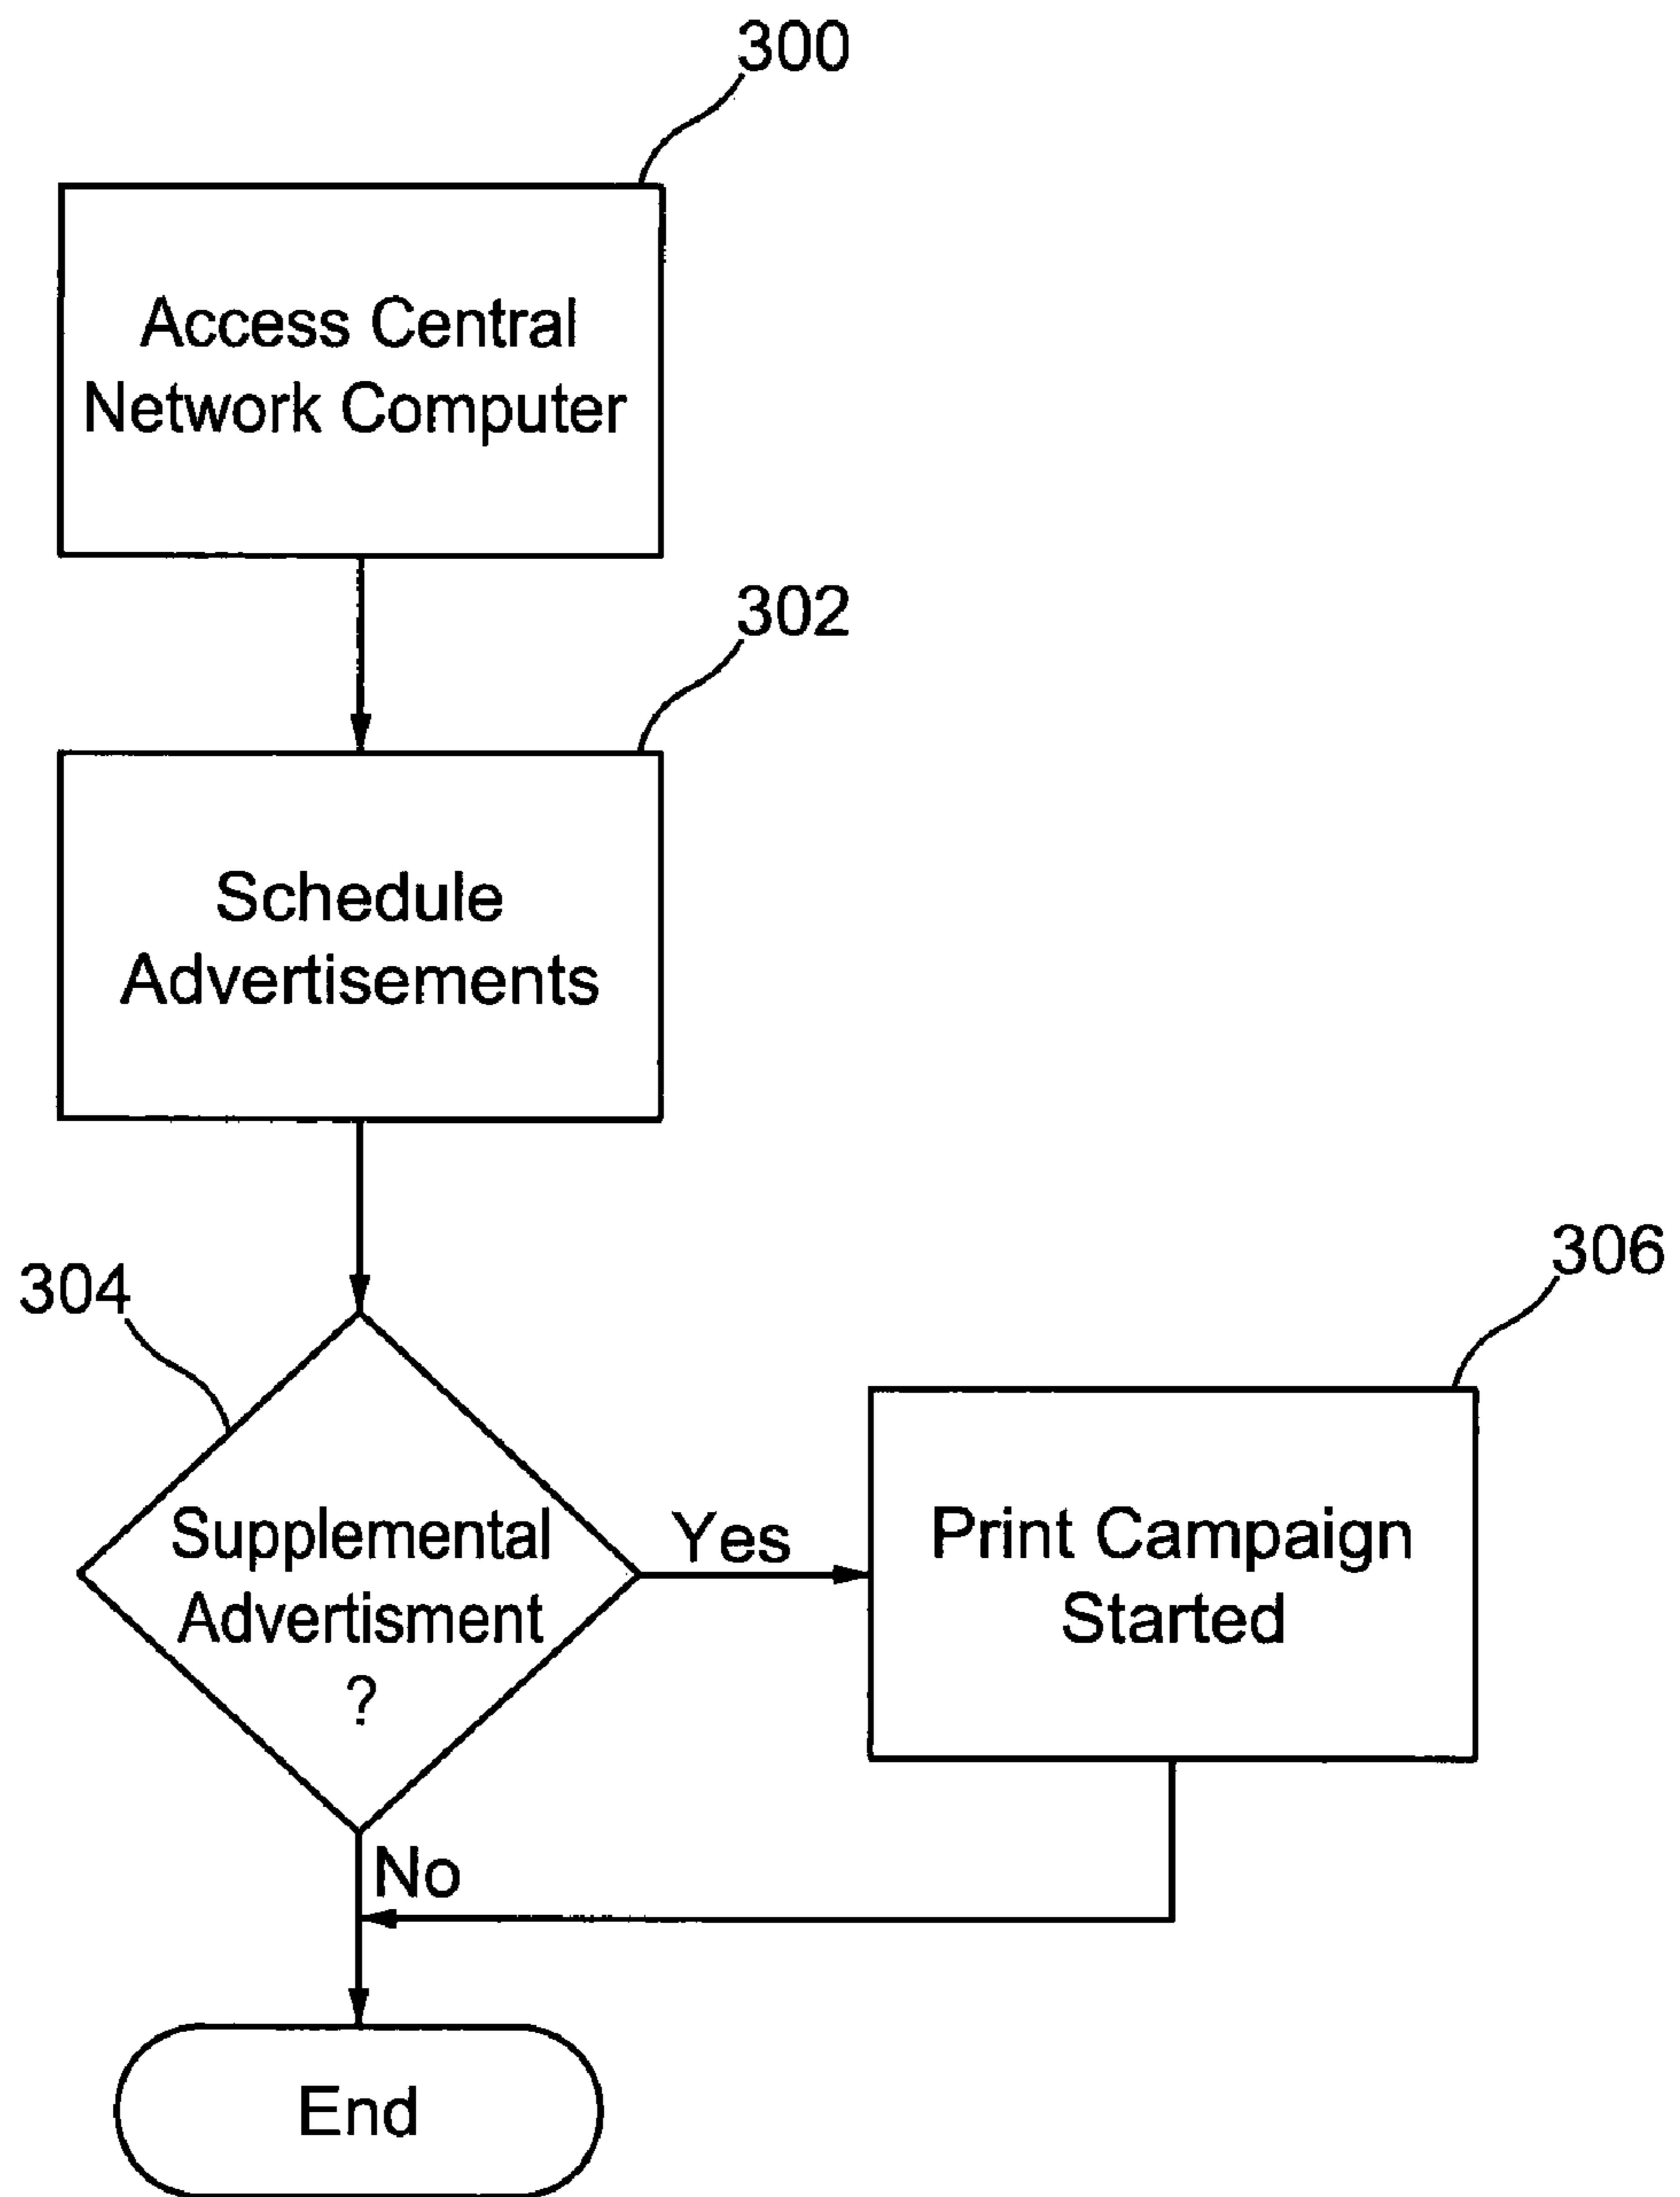 300
Access Central
Network Computer
302
Schedule
Advertisements
304
Supplemental
Advertisment
?
Yes
306
Print Campaign
Started
No
End